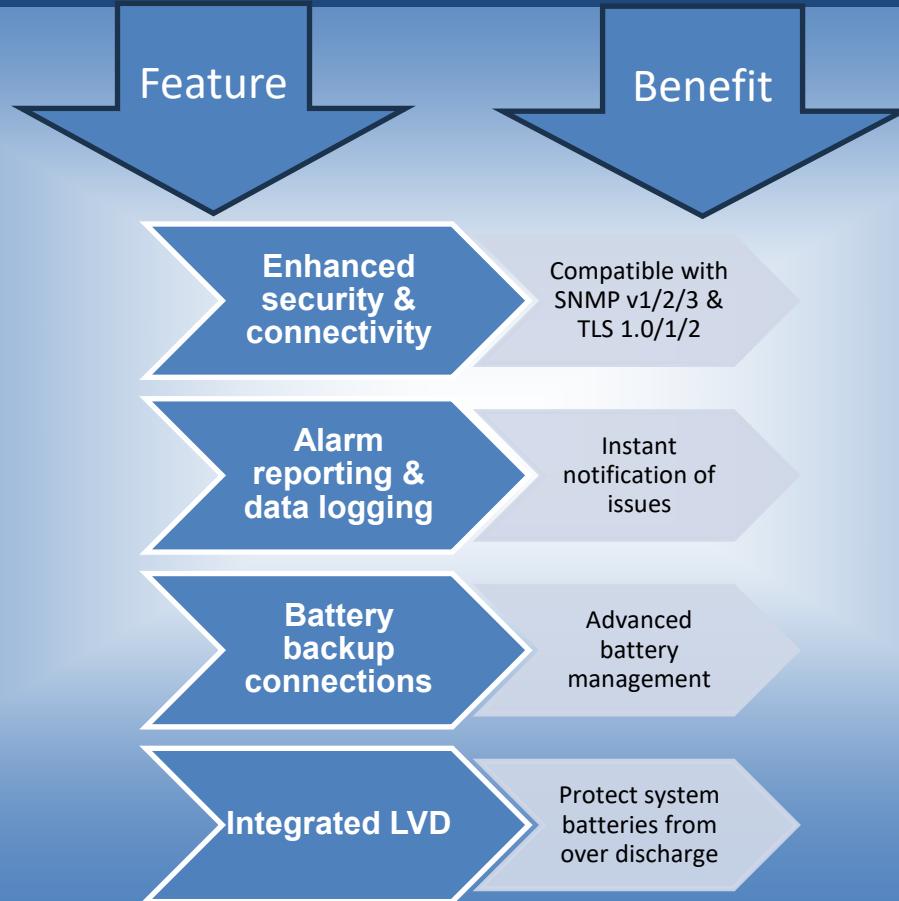 Feature
Benefit
Enhanced
security &
connectivity
Compatible with
SNMP v1/2/3 &
TLS 1.0/1/2
Alarm
reporting &
data logging
Instant
notification of
issues
Battery
backup
connections
Advanced
battery
management
Integrated LVD
Protect system
batteries from
over discharge